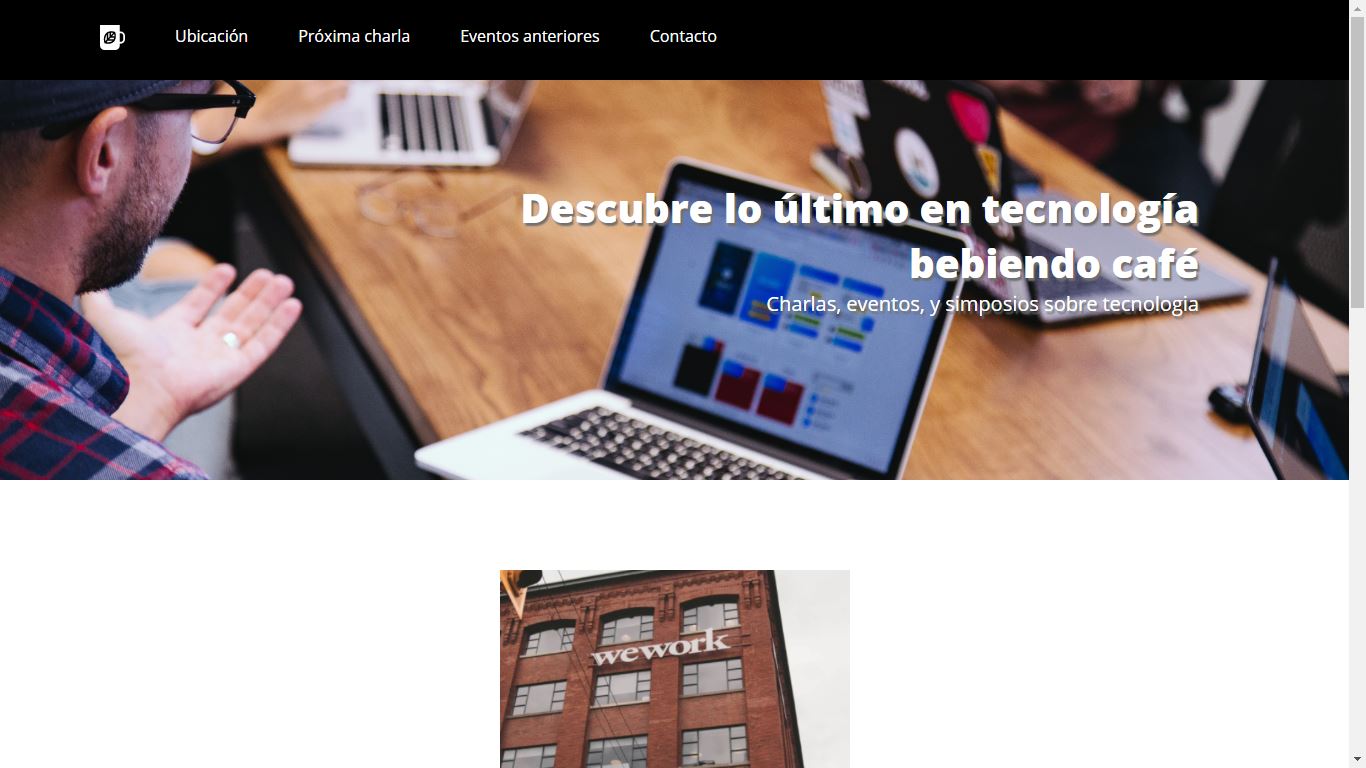 Ubicación
Próxima charla
Eventos anteriores
Contacto
Descubre lo último en tecnología
bebiendo café
Charlas, eventos, y simposios sobre tecnologia
wework